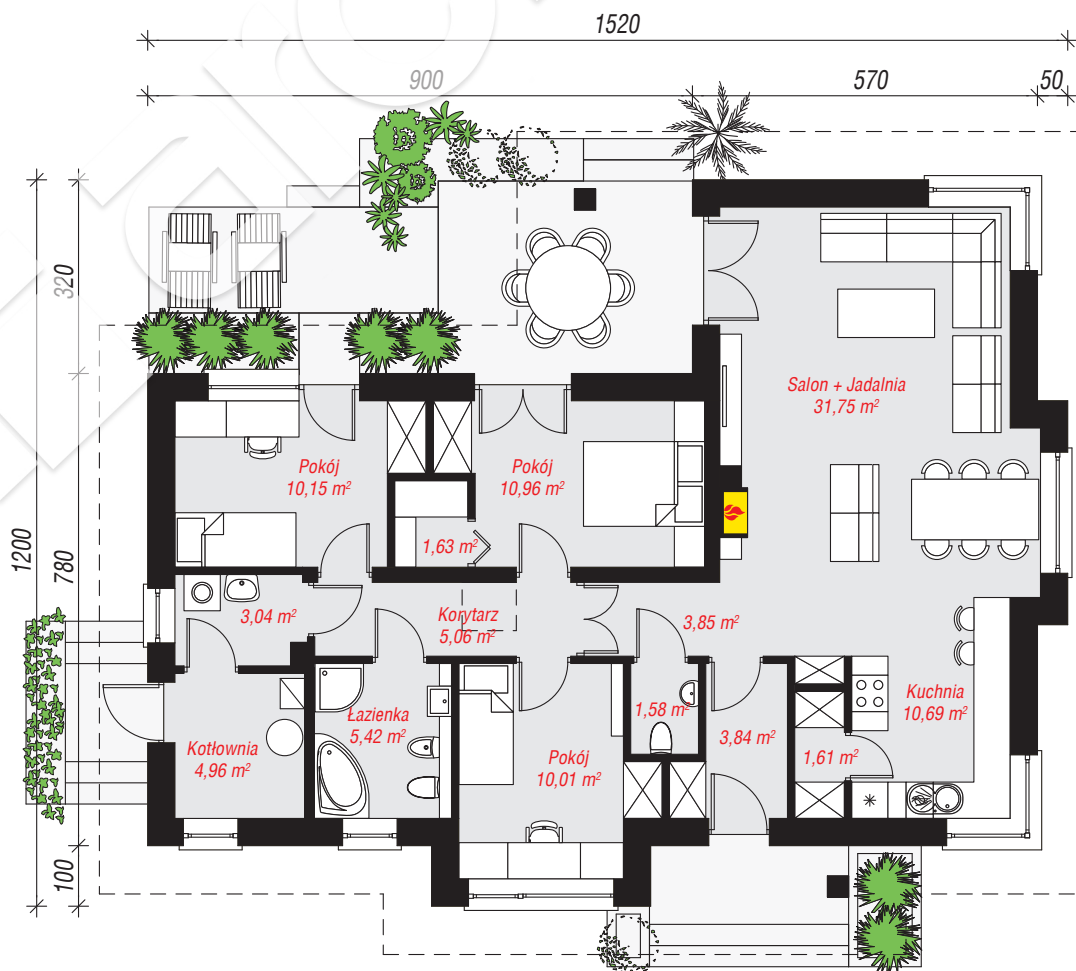 1520
900
570
50
320
1200
780
100
Salon + Jadalnia
31,75 m²
Pokój
10,15 m²
Pokój
10,96 m²
1,63 m²
3,04 m²
Korytarz
5,06 m²
3,85 m²
Kotłownia
4,96 m²
Łazienka
5,42 m²
Pokój
10,01 m²
1,58 m²
3,84 m²
1,61 m²
Kuchnia
10,69 m²